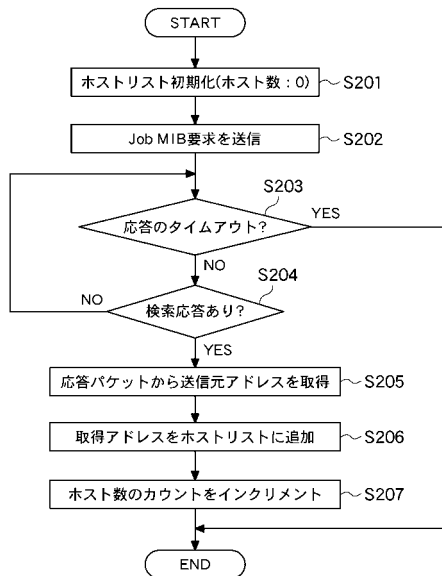 START
ホストリスト初期化(ホスト数：0)
S201
Job MIB要求を送信
S202
S203
応答のタイムアウト?
YES
NO
S204
NO
検索応答あり?
YES
応答パケットから送信元アドレスを取得
S205
取得アドレスをホストリストに追加
S206
ホスト数のカウントをインクリメント
S207
END